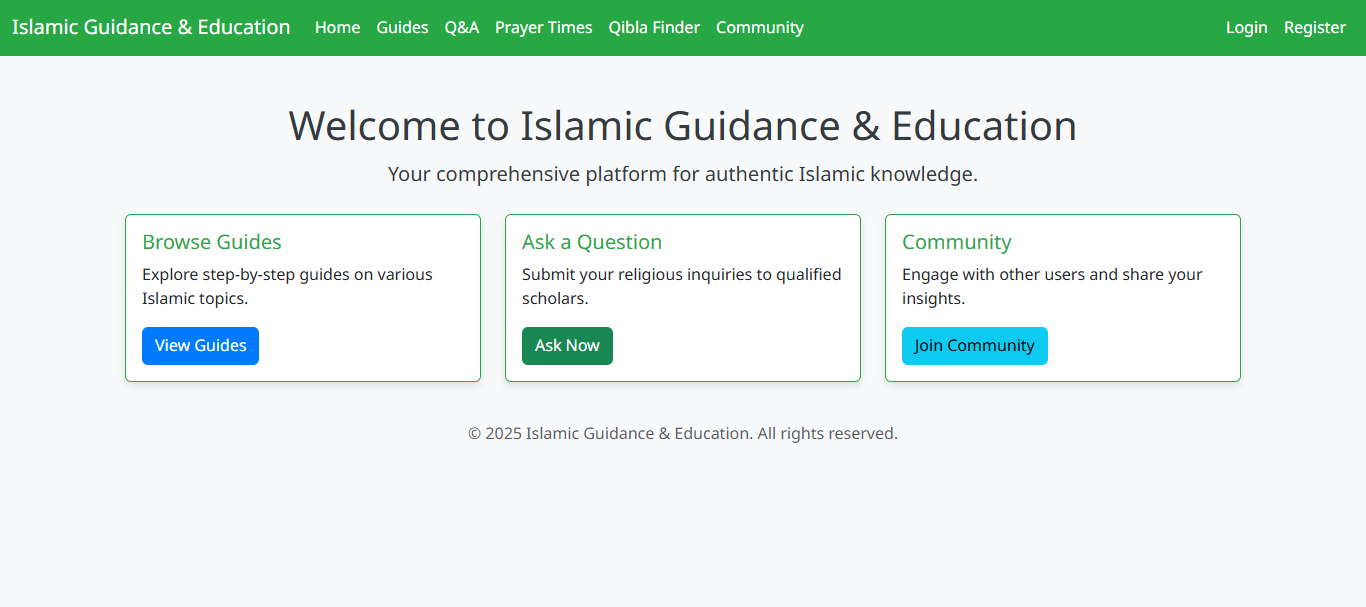 Islamic Guidance & Education Home Guides Q&A Prayer Times Qibla Finder Community Login Register
Welcome to Islamic Guidance & Education
Your comprehensive platform for authentic Islamic knowledge.
Browse Guides
Explore step-by-step guides on various
Islamic topics.
View Guides
Ask a Question
Submit your religious inquiries to qualified
scholars.
Ask Now
Community
Engage with other users and share your
insights.
Join Community
© 2025 Islamic Guidance & Education. All rights reserved.